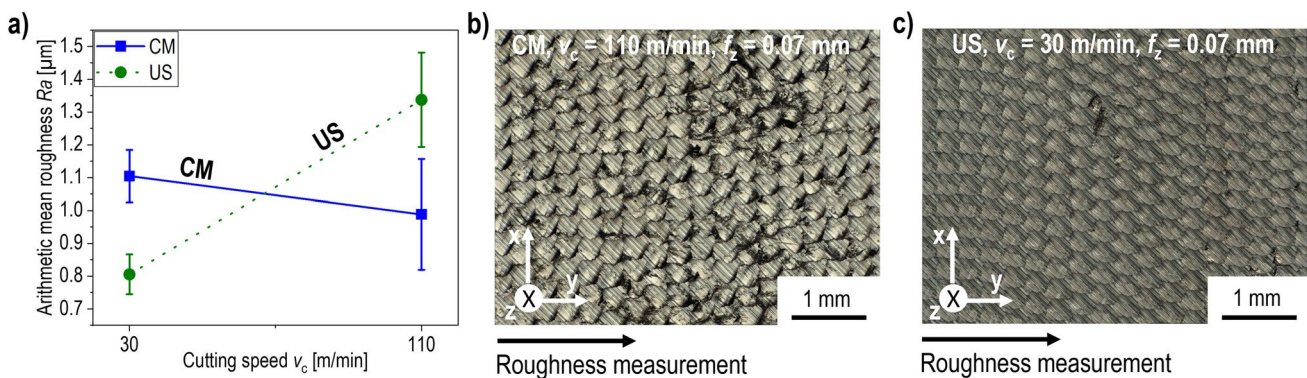 a)
Arithmetic mean roughness Ra [µm]
1.5
1.4
1.3
1.2
1.1
1.0
0.9
0.8
0.7
CM
US
CM
US
30
110
Cutting speed vc [m/min]
b)
CM, vc = 110 m/min, fz = 0.07 mm
x
y
X
z
1 mm
Roughness measurement
c)
US, vc = 30 m/min, fz = 0.07 mm
x
y
X
z
1 mm
Roughness measurement